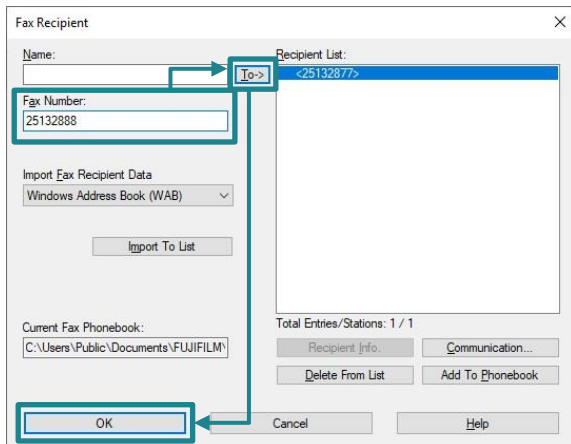 Fax Recipient
Name:
To->
Fax Number:
25132888
Import Fax Recipient Data
Windows Address Book (WAB)
Import To List
Current Fax Phonebook:
C:\Users\Public\Documents\FUJIFILM\
OK
Recipient List:
<25132877>
Total Entries/Stations: 1 / 1
Recipient Info.
Communication...
Delete From List
Add To Phonebook
Cancel
Help